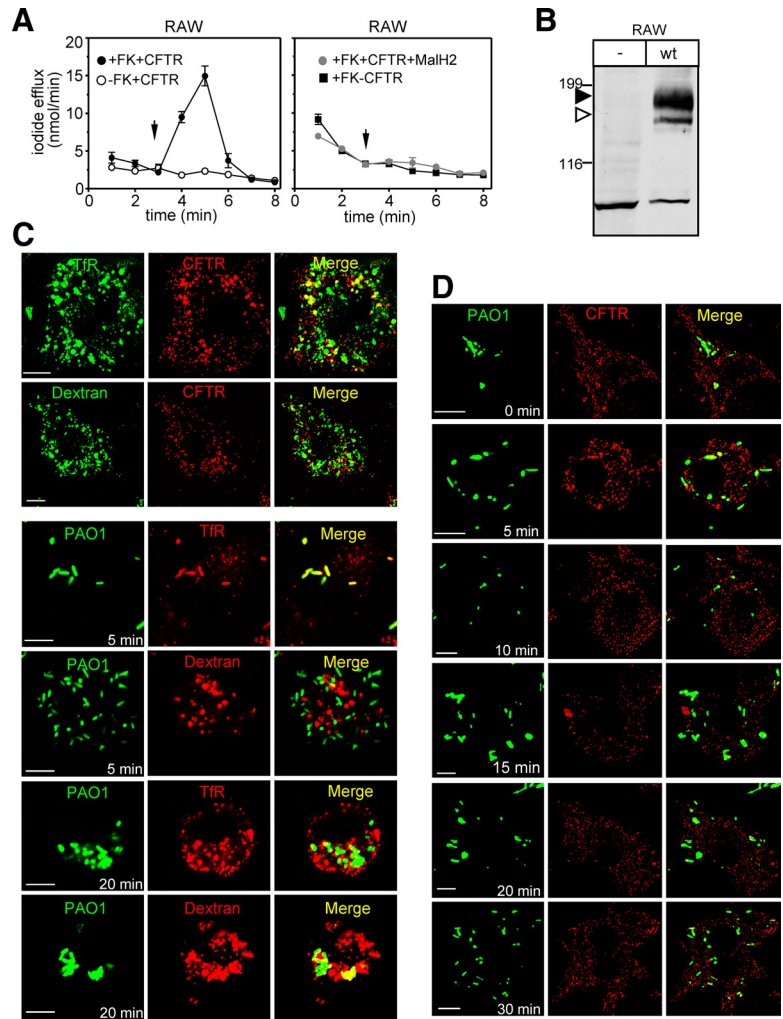 A
RAW
RAW
iodide efflux
(nmol/min)
20
15
10
5
0
+FK+CFTR
-FK+CFTR
+FK+CFTR+MalH2
+FK-CFTR
0 2 4 6 8
time (min)
0 2 4 6 8
time (min)
B
RAW
- wt
199
116
C
TfR CFTR Merge
Dextran CFTR Merge
PAO1 TfR Merge
5 min
PAO1 Dextran Merge
5 min
PAO1 TfR Merge
20 min
PAO1 Dextran Merge
20 min
D
PAO1 CFTR Merge
0 min
5 min
10 min
15 min
20 min
30 min